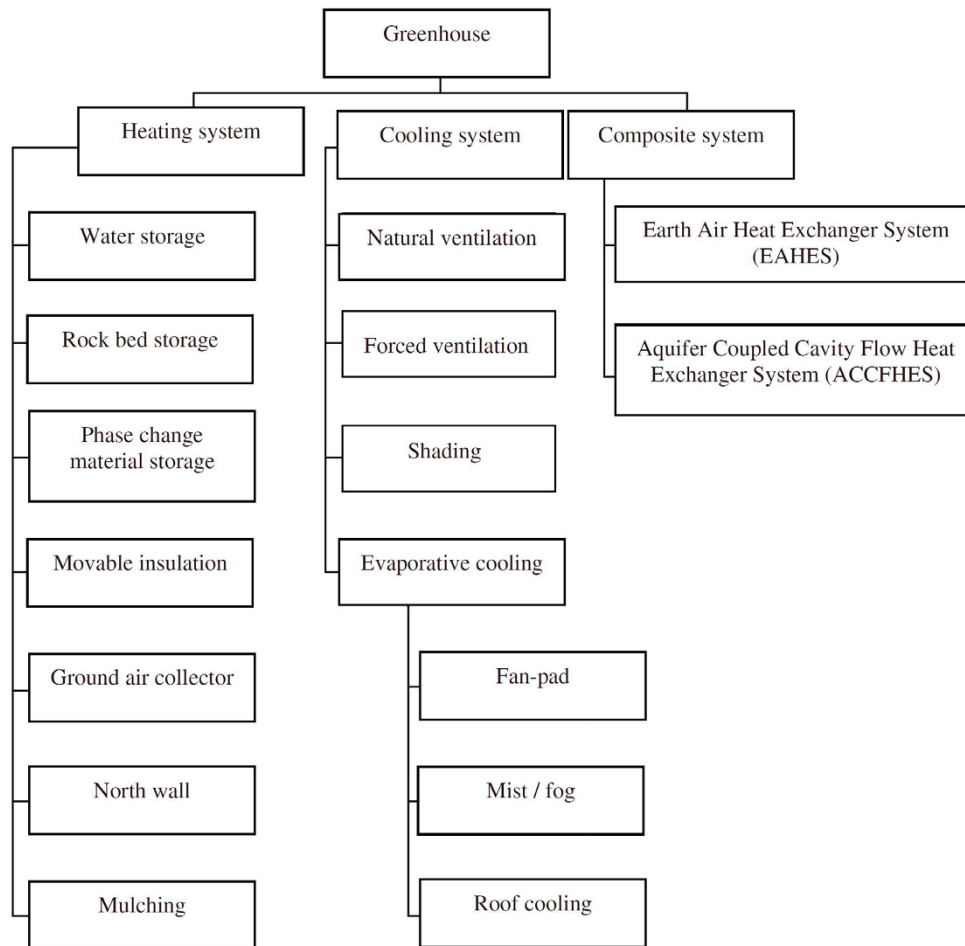 Greenhouse
Heating system
Cooling system
Composite system
Water storage
Rock bed storage
Phase change
material storage
Movable insulation
Ground air collector
North wall
Mulching
Natural ventilation
Forced ventilation
Shading
Evaporative cooling
Fan-pad
Mist / fog
Roof cooling
Earth Air Heat Exchanger System
(EAHES)
Aquifer Coupled Cavity Flow Heat
Exchanger System (ACCFHES)